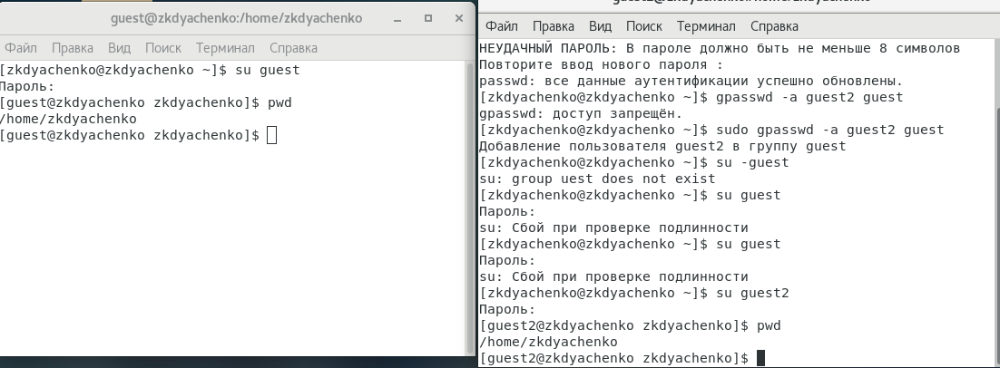 guest@zkdyachenko:/home/zkdyachenko
Файл Правка Вид Поиск Терминал Справка
[zkdyachenko@zkdyachenko ~]$ su guest
Пароль:
[guest@zkdyachenko zkdyachenko]$ pwd
/home/zkdyachenko
[guest@zkdyachenko zkdyachenko]$
guest2@zkdyachenko:/home/zkdyachenko
Файл Правка Вид Поиск Терминал Справка
НЕУДАЧНЫЙ ПАРОЛЬ: В пароле должно быть не меньше 8 символов
Повторите ввод нового пароля :
passwd: все данные аутентификации успешно обновлены.
[zkdyachenko@zkdyachenko ~]$ gpasswd -a guest2 guest
gpasswd: доступ запрещён.
[zkdyachenko@zkdyachenko ~]$ sudo gpasswd -a guest2 guest
Добавление пользователя guest2 в группу guest
[zkdyachenko@zkdyachenko ~]$ su -guest
su: group uest does not exist
[zkdyachenko@zkdyachenko ~]$ su guest
Пароль:
su: Сбой при проверке подлинности
[zkdyachenko@zkdyachenko ~]$ su guest
Пароль:
su: Сбой при проверке подлинности
[zkdyachenko@zkdyachenko ~]$ su guest2
Пароль:
[guest2@zkdyachenko zkdyachenko]$ pwd
/home/zkdyachenko
[guest2@zkdyachenko zkdyachenko]$